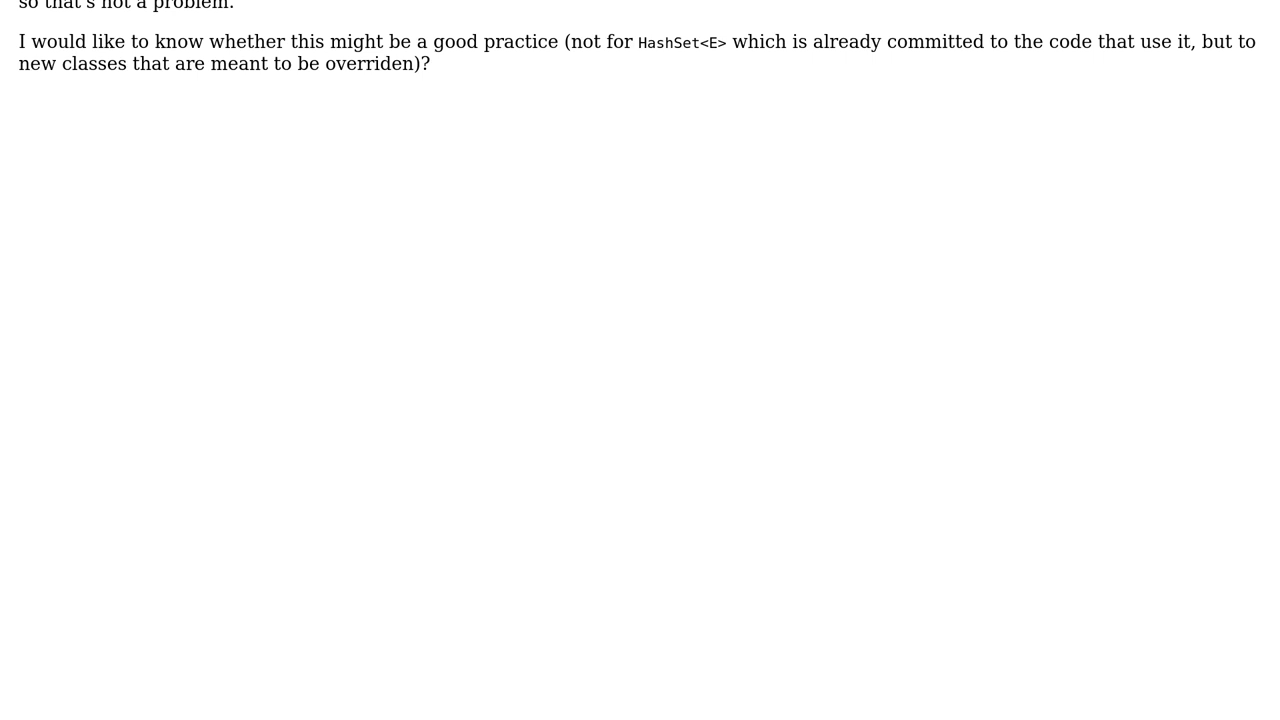 so that's not a problem.
I would like to know whether this might be a good practice (not for HashSet<E> which is already committed to the code that use it, but to
new classes that are meant to be overriden)?